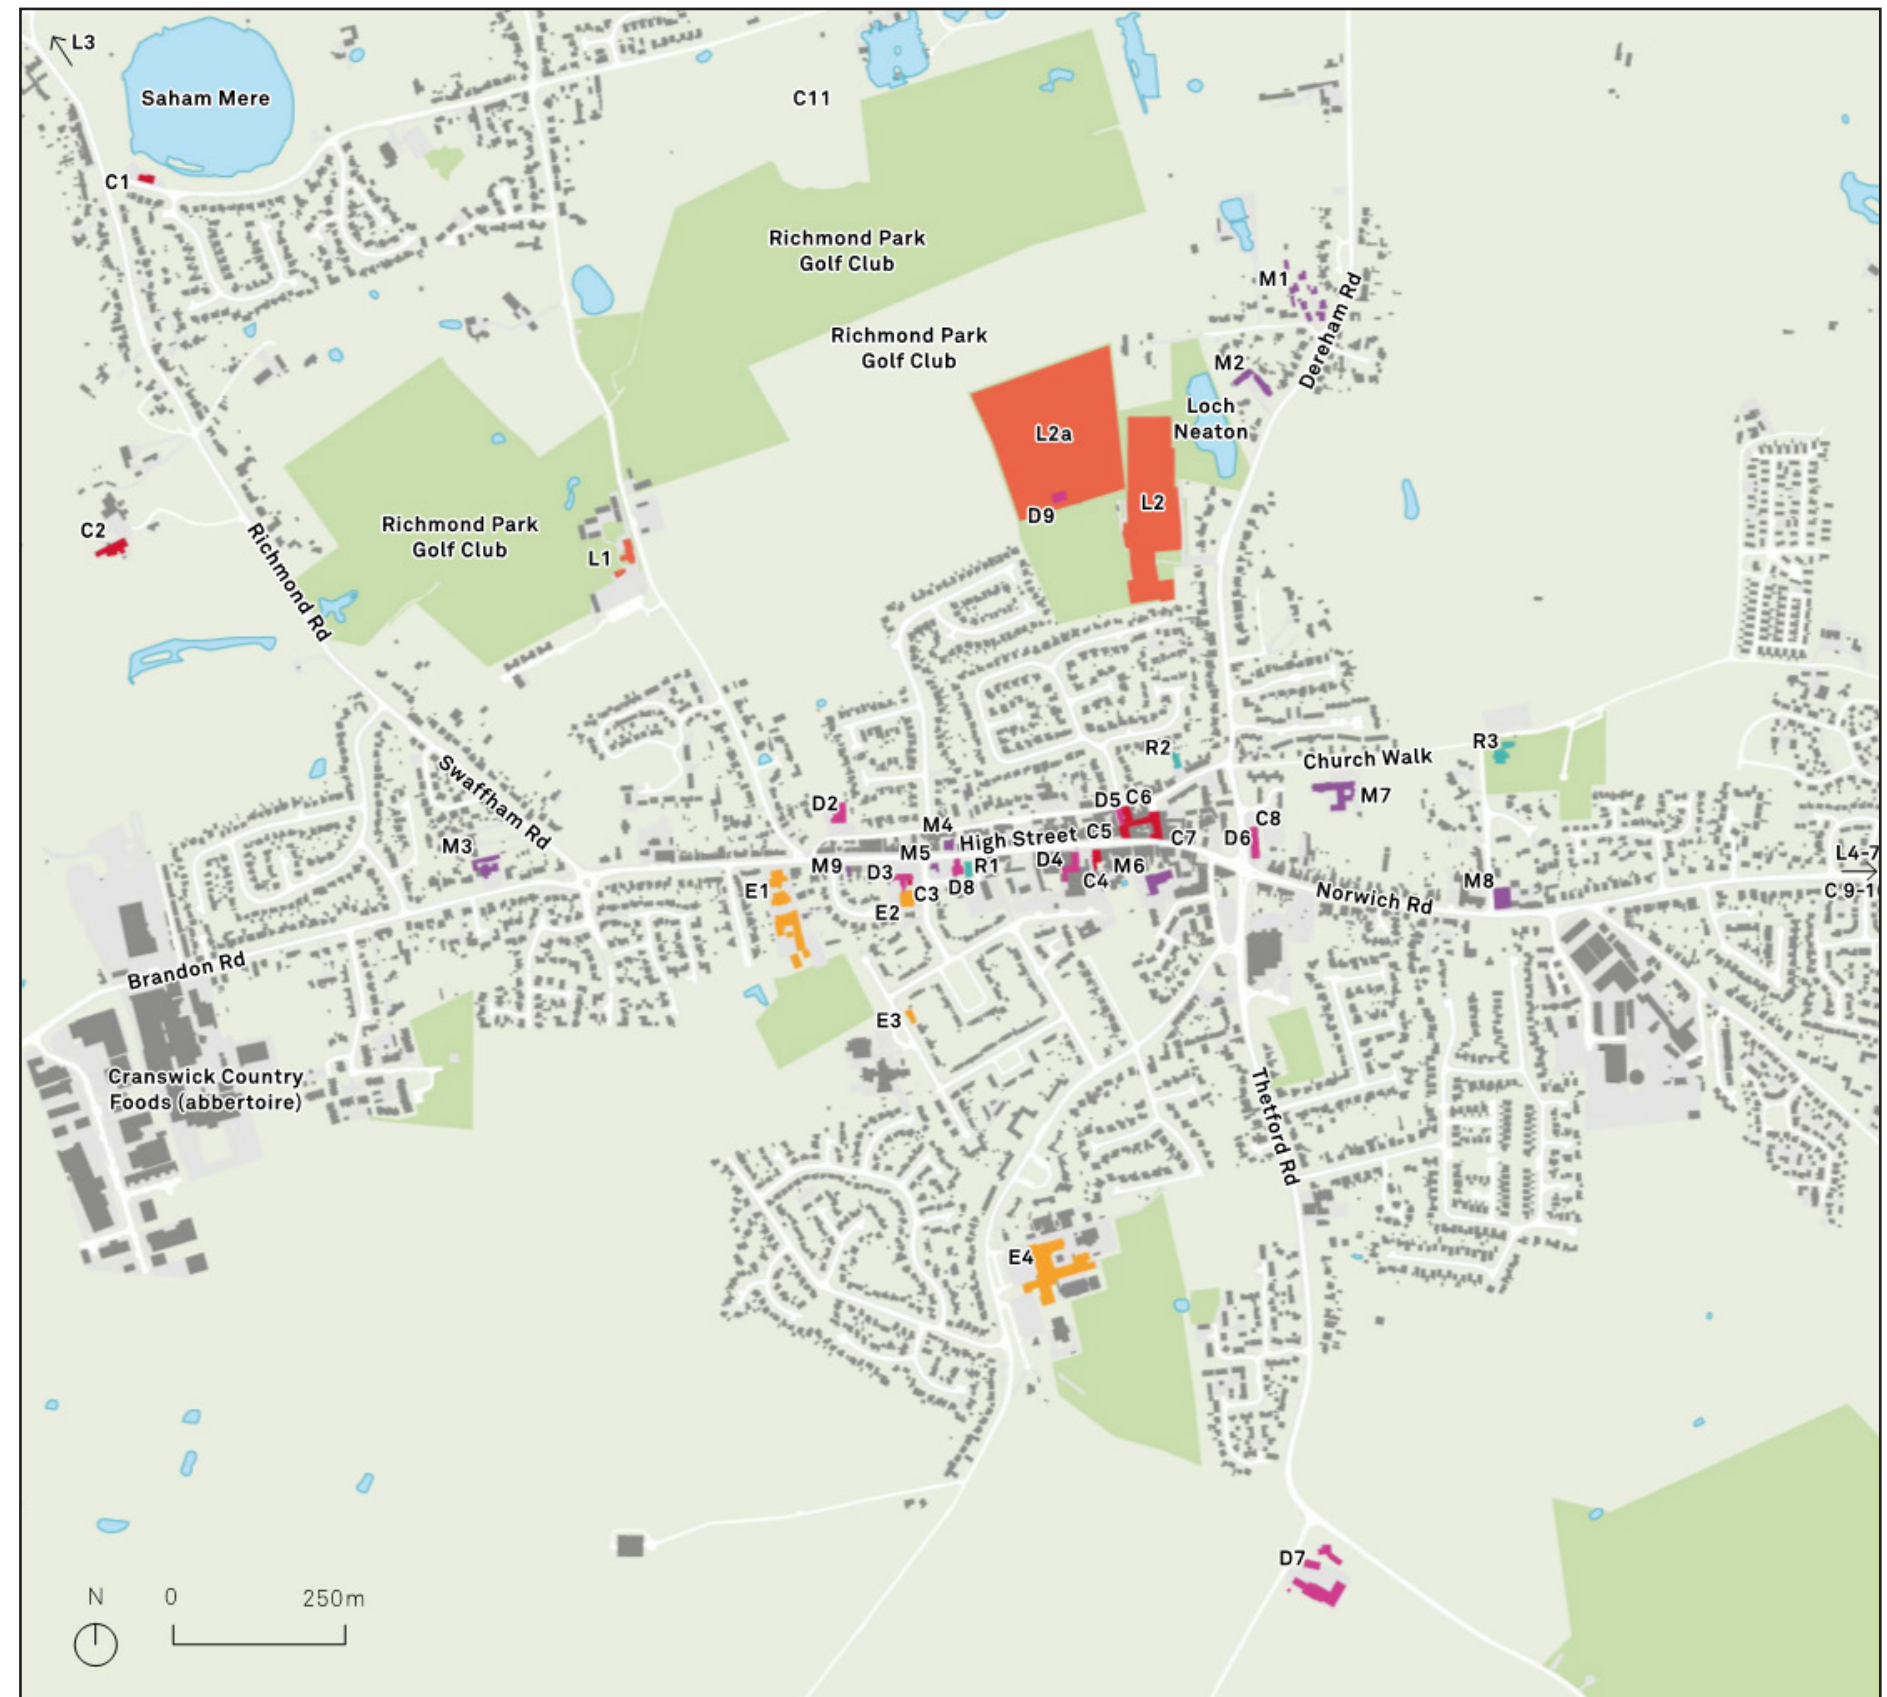 L3
Saham Mere
C11
C1
Richmond Park
Golf Club
M1
Dereham Rd
Richmond Park
Golf Club
M2
Loch
Neaton
L2a
L2
D9
C2
Richmond Park
Golf Club
L1
Richmond Rd
R2
Church Walk
R3
Swaffham Rd
D2
D5
C6
M7
C8
M4
High Street
C5
C7
D6
M3
M5
M9
D3
R1
D4
M6
L4-7
E1
C3
D8
C4
M8
C 9-1
E2
Norwich Rd
Brandon Rd
E3
Cranswick Country
Foods (abbertoire)
Thetford Rd
E4
D7
N
0
250m